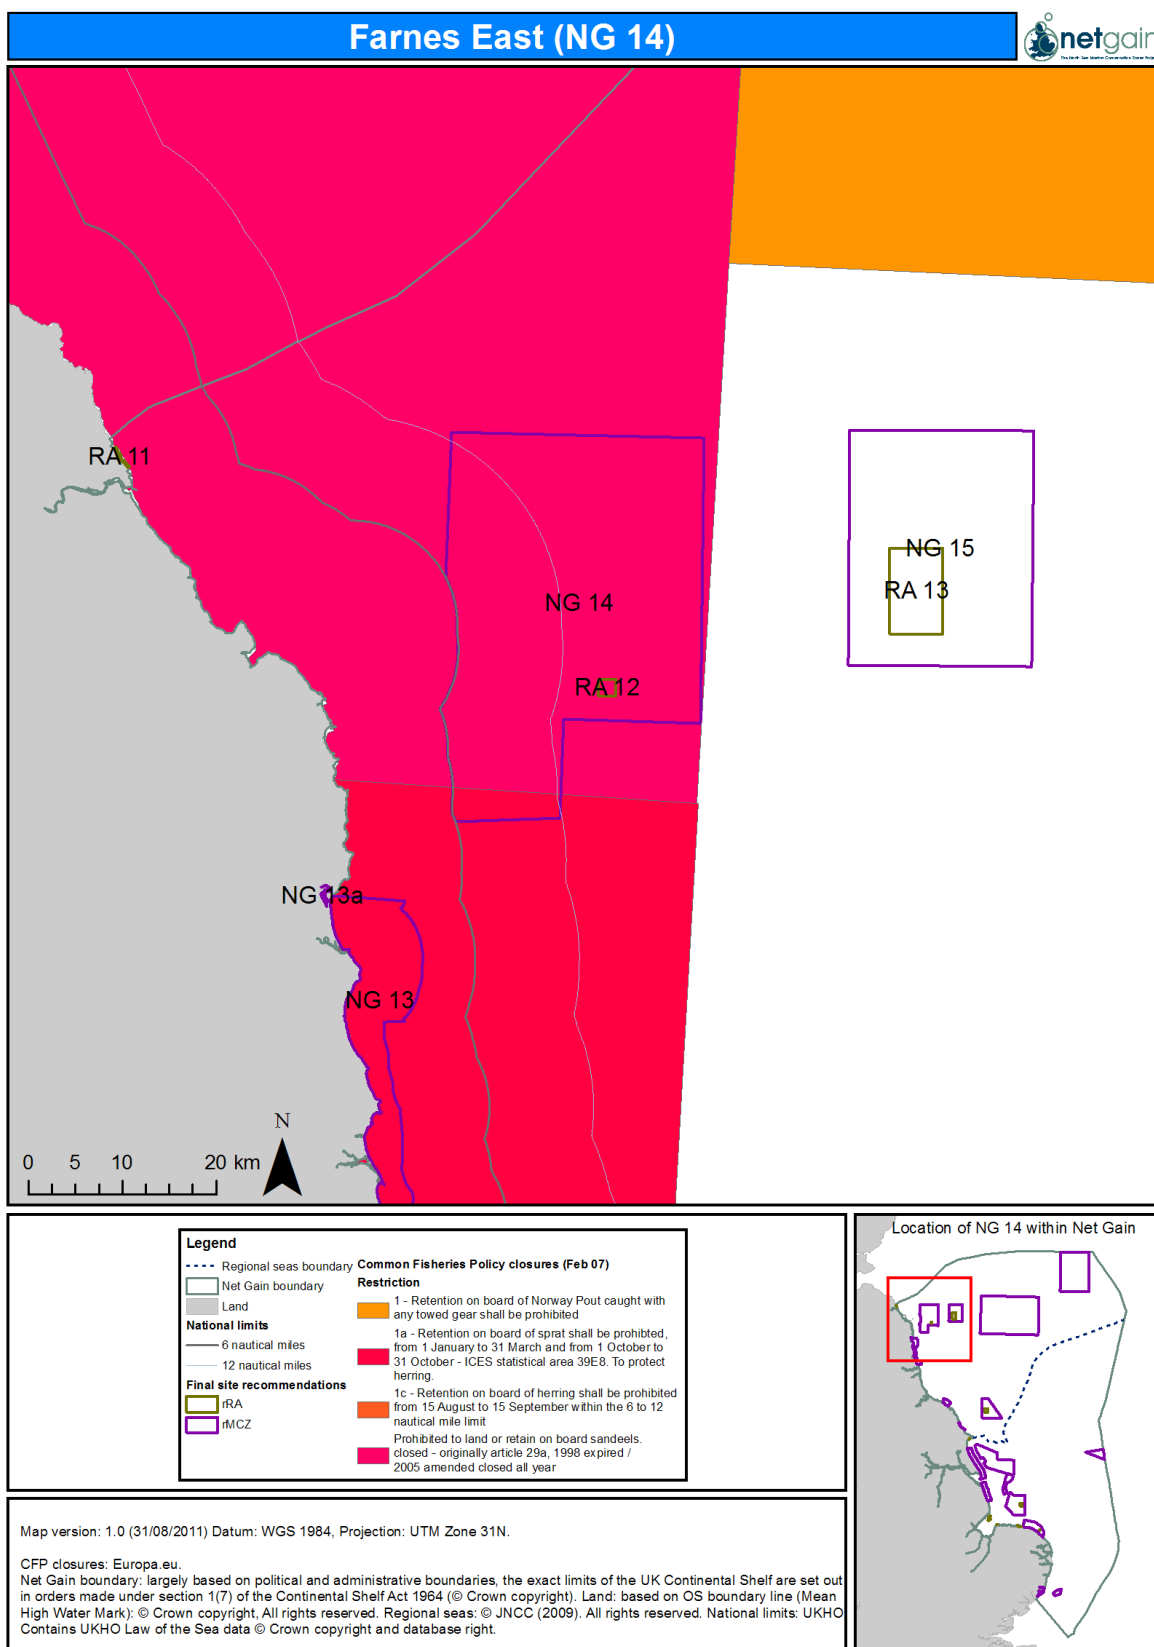 Farnes East (NG 14)
netgain
The North Sea Marine Conservation Zones Project
RA 11
NG 15
RA 13
NG 14
RA 12
NG 13a
NG 13
N
0 5 10 20 km
Legend
Regional seas boundary
Net Gain boundary
Land
National limits
6 nautical miles
12 nautical miles
Final site recommendations
rRA
rMCZ
Common Fisheries Policy closures (Feb 07)
Restriction
1 - Retention on board of Norway Pout caught with
any towed gear shall be prohibited
1a - Retention on board of sprat shall be prohbited,
from 1 January to 31 March and from 1 October to
31 October - ICES statistical area 39E8. To protect
herring.
1c - Retention on board of herring shall be prohibited
from 15 August to 15 September within the 6 to 12
nautical mile limit
Prohibited to land or retain on board sandeels.
closed - originally article 29a, 1998 expired /
2005 amended closed all year
Location of NG 14 within Net Gain
Map version: 1.0 (31/08/2011) Datum: WGS 1984, Projection: UTM Zone 31N.
CFP closures: Europa.eu.
Net Gain boundary: largely based on political and administrative boundaries, the exact limits of the UK Continental Shelf are set out
in orders made under section 1(7) of the Continental Shelf Act 1964 (© Crown copyright). Land: based on OS boundary line (Mean
High Water Mark): © Crown copyright, All rights reserved. Regional seas: © JNCC (2009). All rights reserved. National limits: UKHO
Contains UKHO Law of the Sea data © Crown copyright and database right.